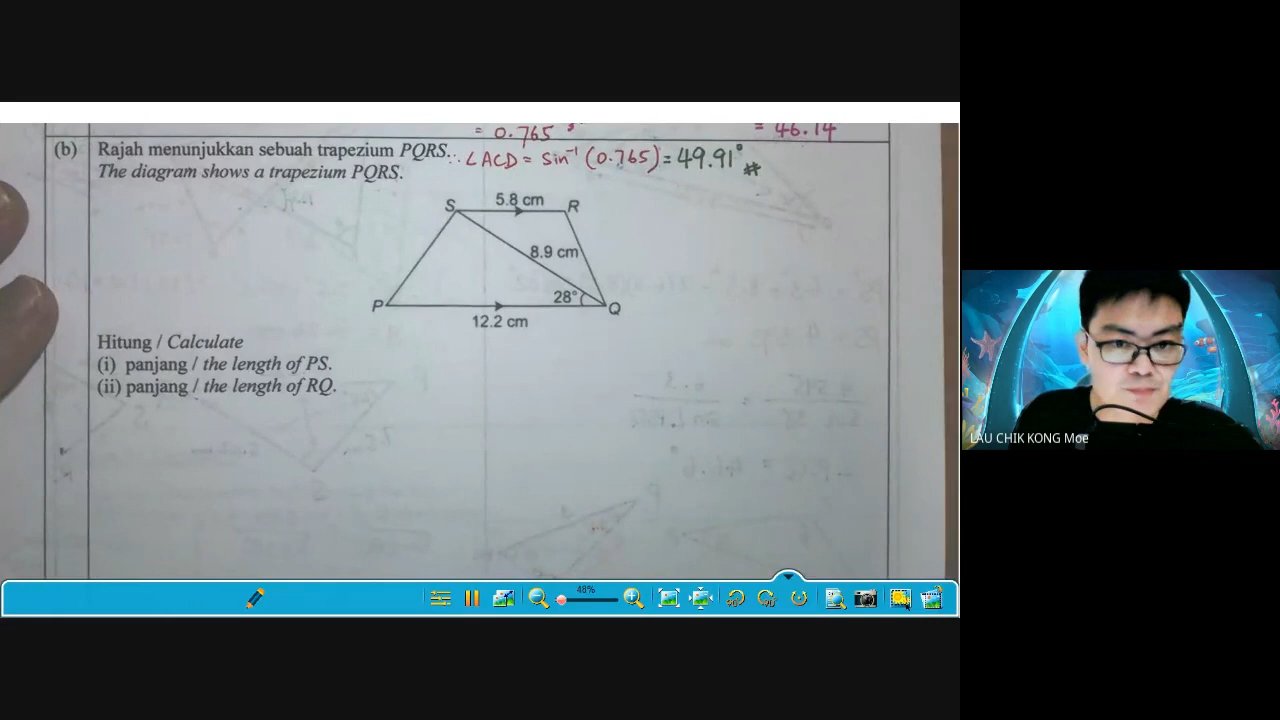 = 0.765
= 46.14
(b) Rajah menunjukkan sebuah trapezium PQRS.
∴ ∠ACD = sin⁻¹ (0.765) = 49.91°
The diagram shows a trapezium PQRS.
5.8 cm
S R
8.9 cm
28°
P Q
12.2 cm
Hitung / Calculate
(i) panjang / the length of PS.
(ii) panjang / the length of RQ.
LAU CHIK KONG Moe
48%